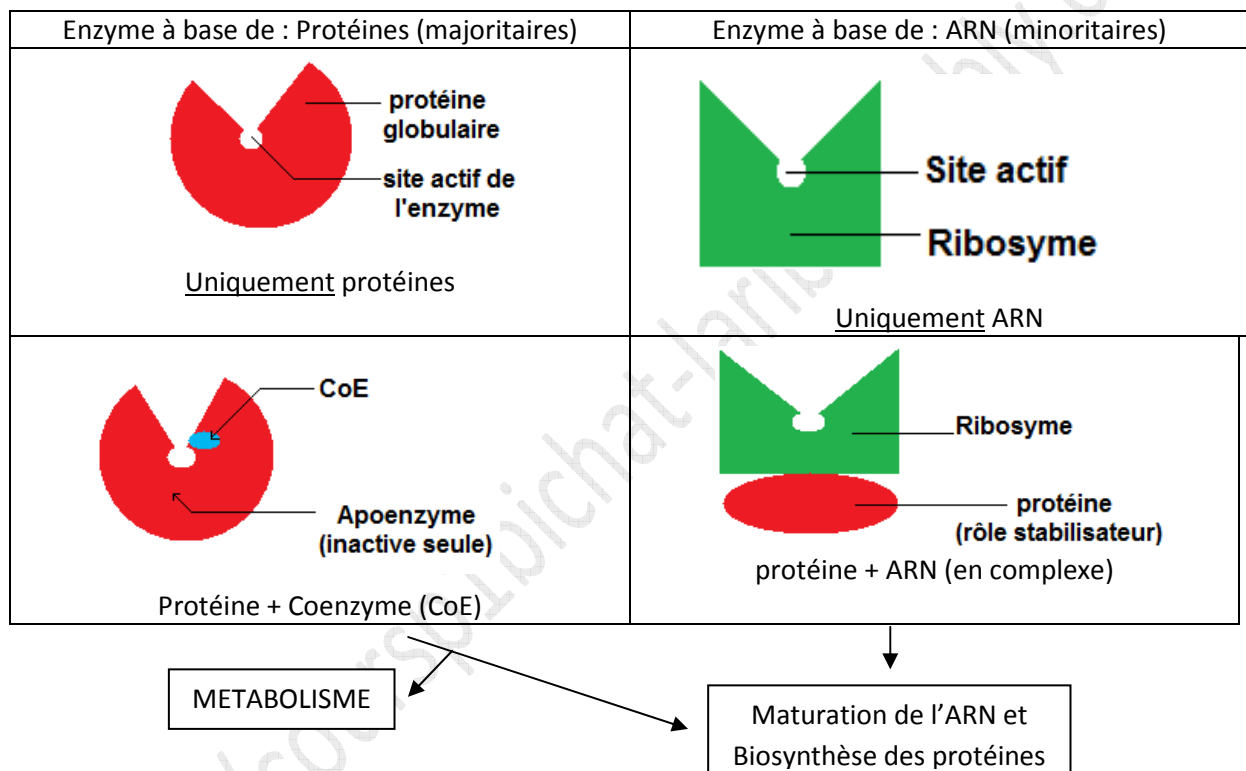 Enzyme à base de : Protéines (majoritaires)
Enzyme à base de : ARN (minoritaires)
protéine
globulaire
site actif de
l'enzyme
Uniquement protéines
Site actif
Ribosyme
Uniquement ARN
CoE
Apoenzyme
(inactive seule)
Protéine + Coenzyme (CoE)
Ribosyme
protéine
(rôle stabilisateur)
protéine + ARN (en complexe)
METABOLISME
Maturation de l'ARN et
Biosynthèse des protéines